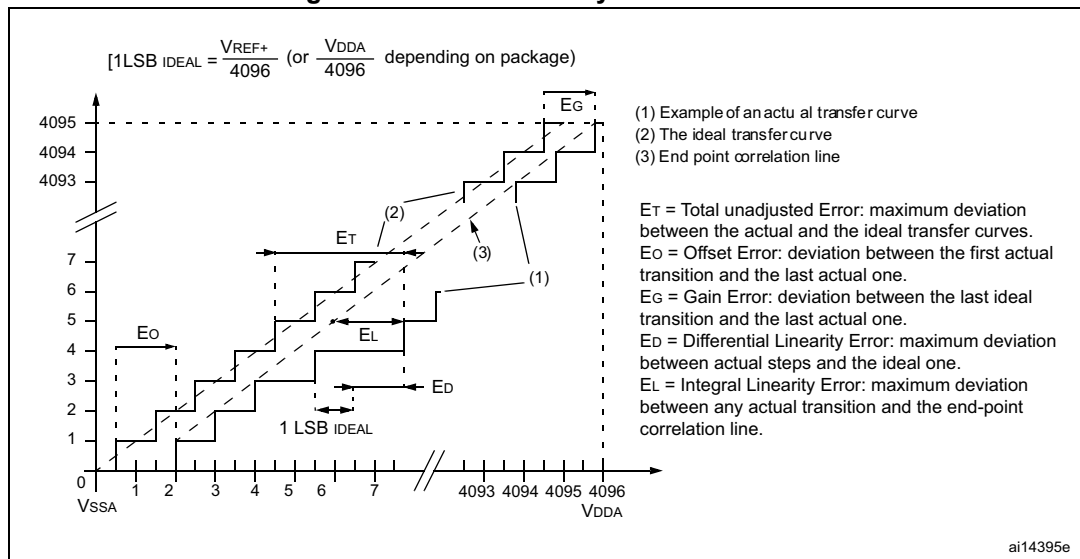 [1LSB IDEAL = VREF+ / 4096 (or VDDA / 4096 depending on package)
EG
4095
4094
4093
7
6
5
4
3
2
1
0
(2)
ET
(3)
(1)
EO
EL
ED
1 LSB IDEAL
1 2 3 4 5 6 7 4093 4094 4095 4096
VSSA
VDDA
(1) Example of an actual transfer curve
(2) The ideal transfer curve
(3) End point correlation line
ET = Total unadjusted Error: maximum deviation
between the actual and the ideal transfer curves.
EO = Offset Error: deviation between the first actual
transition and the last actual one.
EG = Gain Error: deviation between the last ideal
transition and the last actual one.
ED = Differential Linearity Error: maximum deviation
between actual steps and the ideal one.
EL = Integral Linearity Error: maximum deviation
between any actual transition and the end-point
correlation line.
ai14395e